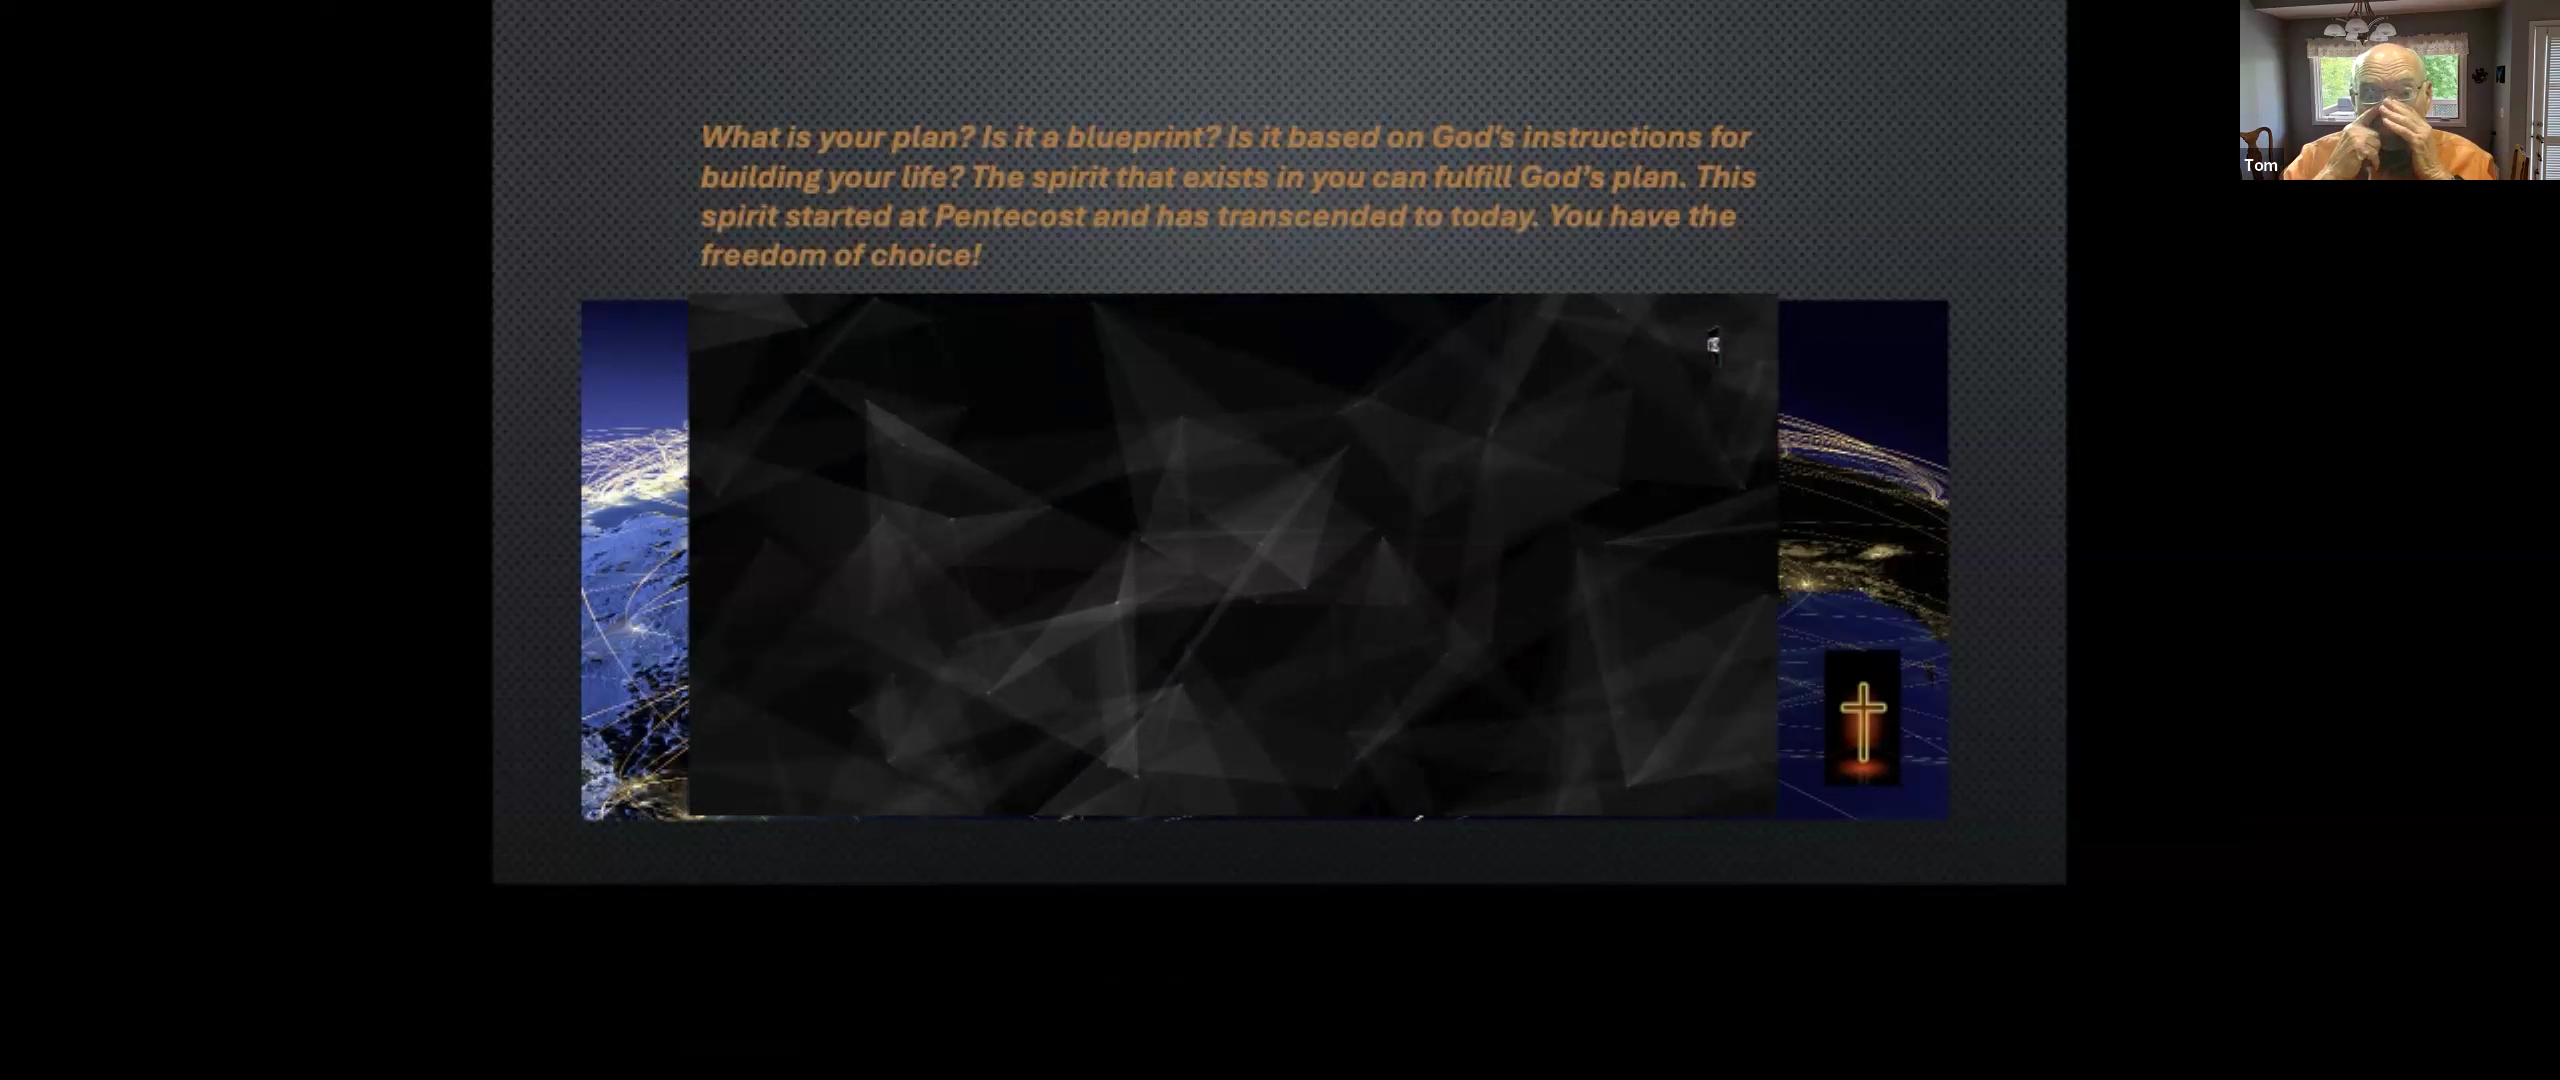 What is your plan? Is it a blueprint? Is it based on God's instructions for
building your life? The spirit that exists in you can fulfill God's plan. This
spirit started at Pentecost and has transcended to today. You have the
freedom of choice!
Tom